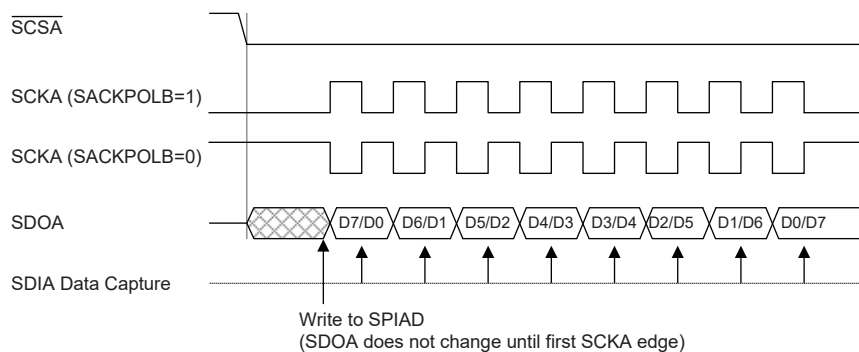 SCSA
SCKA (SACKPOLB=1)
SCKA (SACKPOLB=0)
SDOA
D7/D0 D6/D1 D5/D2 D4/D3 D3/D4 D2/D5 D1/D6 D0/D7
SDIA Data Capture
Write to SPIAD
(SDOA does not change until first SCKA edge)